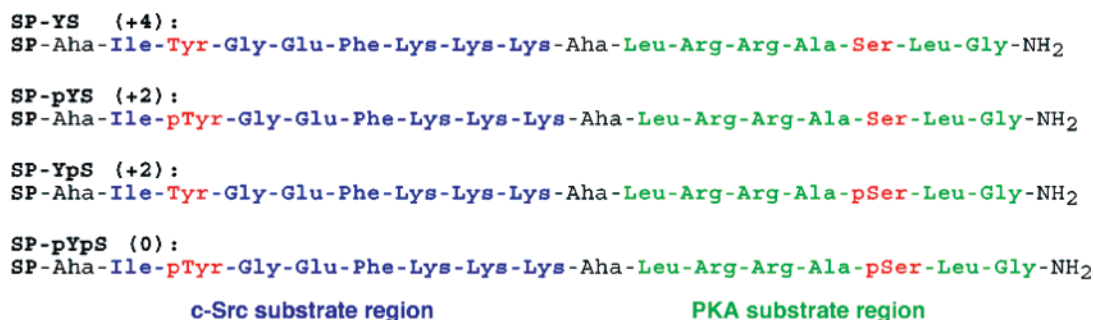 SP-YS (+4):
SP-Aha-Ile-Tyr-Gly-Glu-Phe-Lys-Lys-Lys-Aha-Leu-Arg-Arg-Ala-Ser-Leu-Gly-NH2
SP-pYS (+2):
SP-Aha-Ile-pTyr-Gly-Glu-Phe-Lys-Lys-Lys-Aha-Leu-Arg-Arg-Ala-Ser-Leu-Gly-NH2
SP-YpS (+2):
SP-Aha-Ile-Tyr-Gly-Glu-Phe-Lys-Lys-Lys-Aha-Leu-Arg-Arg-Ala-pSer-Leu-Gly-NH2
SP-pYpS (0):
SP-Aha-Ile-pTyr-Gly-Glu-Phe-Lys-Lys-Lys-Aha-Leu-Arg-Arg-Ala-pSer-Leu-Gly-NH2
c-Src substrate region PKA substrate region